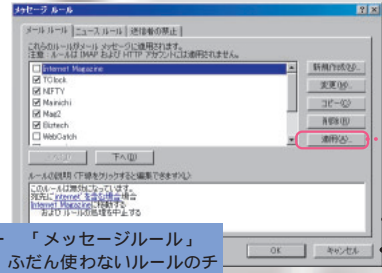 メッセージ ルール
メール ルール ニュース ルール 送信者の禁止
これらのルールがメール メッセージに適用されます。
注意 : ルールは IMAP および HTTP アカウントには適用されません。
Internet Magazine
TClock
NIFTY
Mainichi
Mag2
Biztech
WebCatch
新規作成(N)...
変更(M)...
コピー(C)
削除(R)
適用(A)...
上へ(U) 下へ(D)
ルールの説明 (下線をクリックすると編集できます)(L):
このルールは無効になっています。
宛先に internet' を含む場合 場合
Internet Magazine に移動する
および ルールの処理を中止する
OK キャンセル
「メッセージルール」
ふだん使わないルールのチ